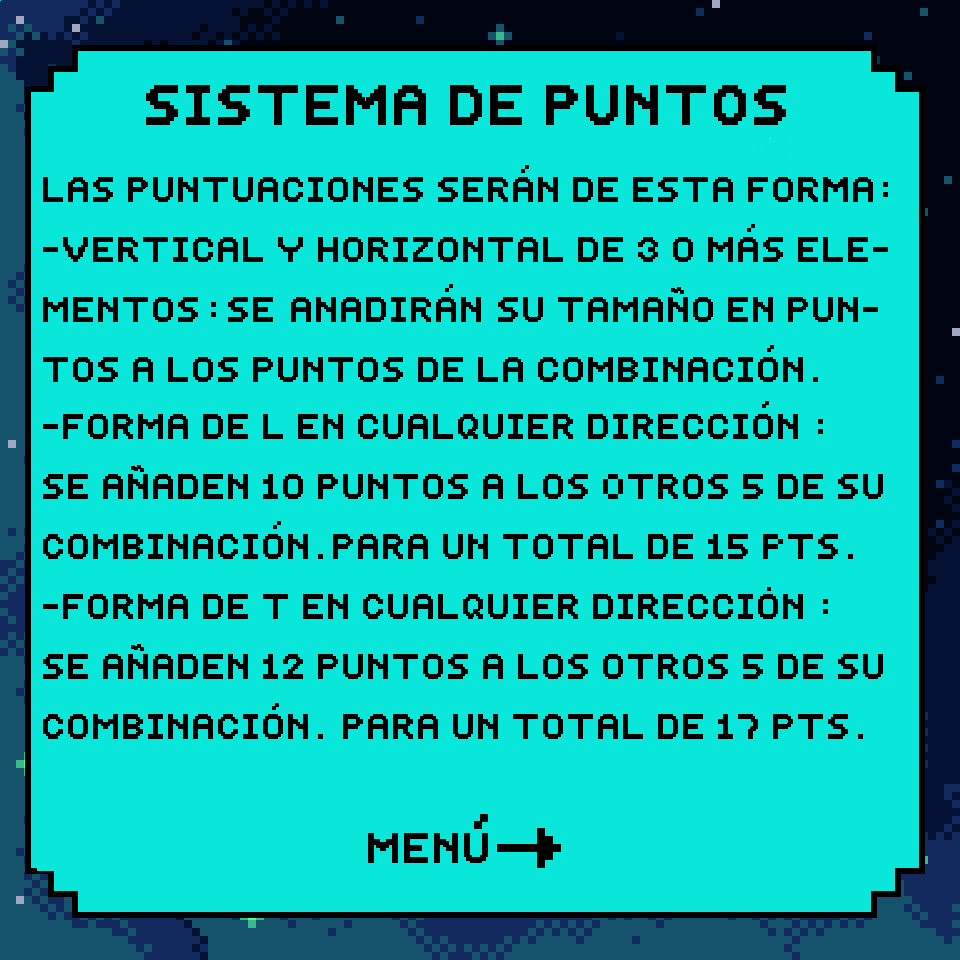 SISTEMA DE PUNTOS
LAS PUNTUACIONES SERÁN DE ESTA FORMA:
-VERTICAL Y HORIZONTAL DE 3 O MÁS ELE-
MENTOS:SE ANADIRÁN SU TAMAÑO EN PUN-
TOS A LOS PUNTOS DE LA COMBINACIÓN.
-FORMA DE L EN CUALQUIER DIRECCIÓN :
SE AÑADEN 10 PUNTOS A LOS OTROS 5 DE SU
COMBINACIÓN.PARA UN TOTAL DE 15 PTS.
-FORMA DE T EN CUALQUIER DIRECCIÓN :
SE AÑADEN 12 PUNTOS A LOS OTROS 5 DE SU
COMBINACIÓN. PARA UN TOTAL DE 17 PTS.
MENÚ